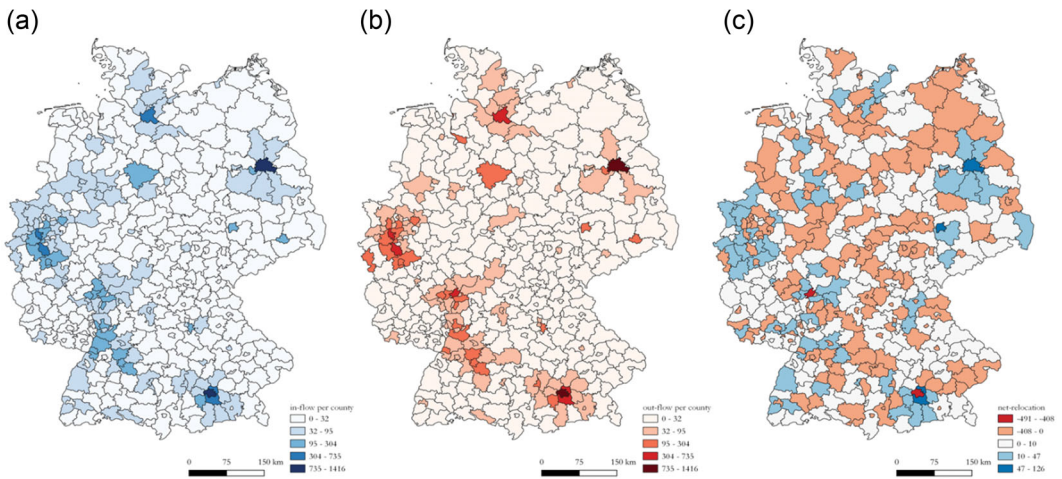 (a)
(b)
(c)
in-flow per county
0 - 32
32 - 95
95 - 304
304 - 735
735 - 1416
0 75 150 km
out-flow per county
0 - 32
32 - 95
95 - 304
304 - 735
735 - 1416
0 75 150 km
net-relocation
-491 - -408
-408 - 0
0 - 10
10 - 47
47 - 126
0 75 150 km